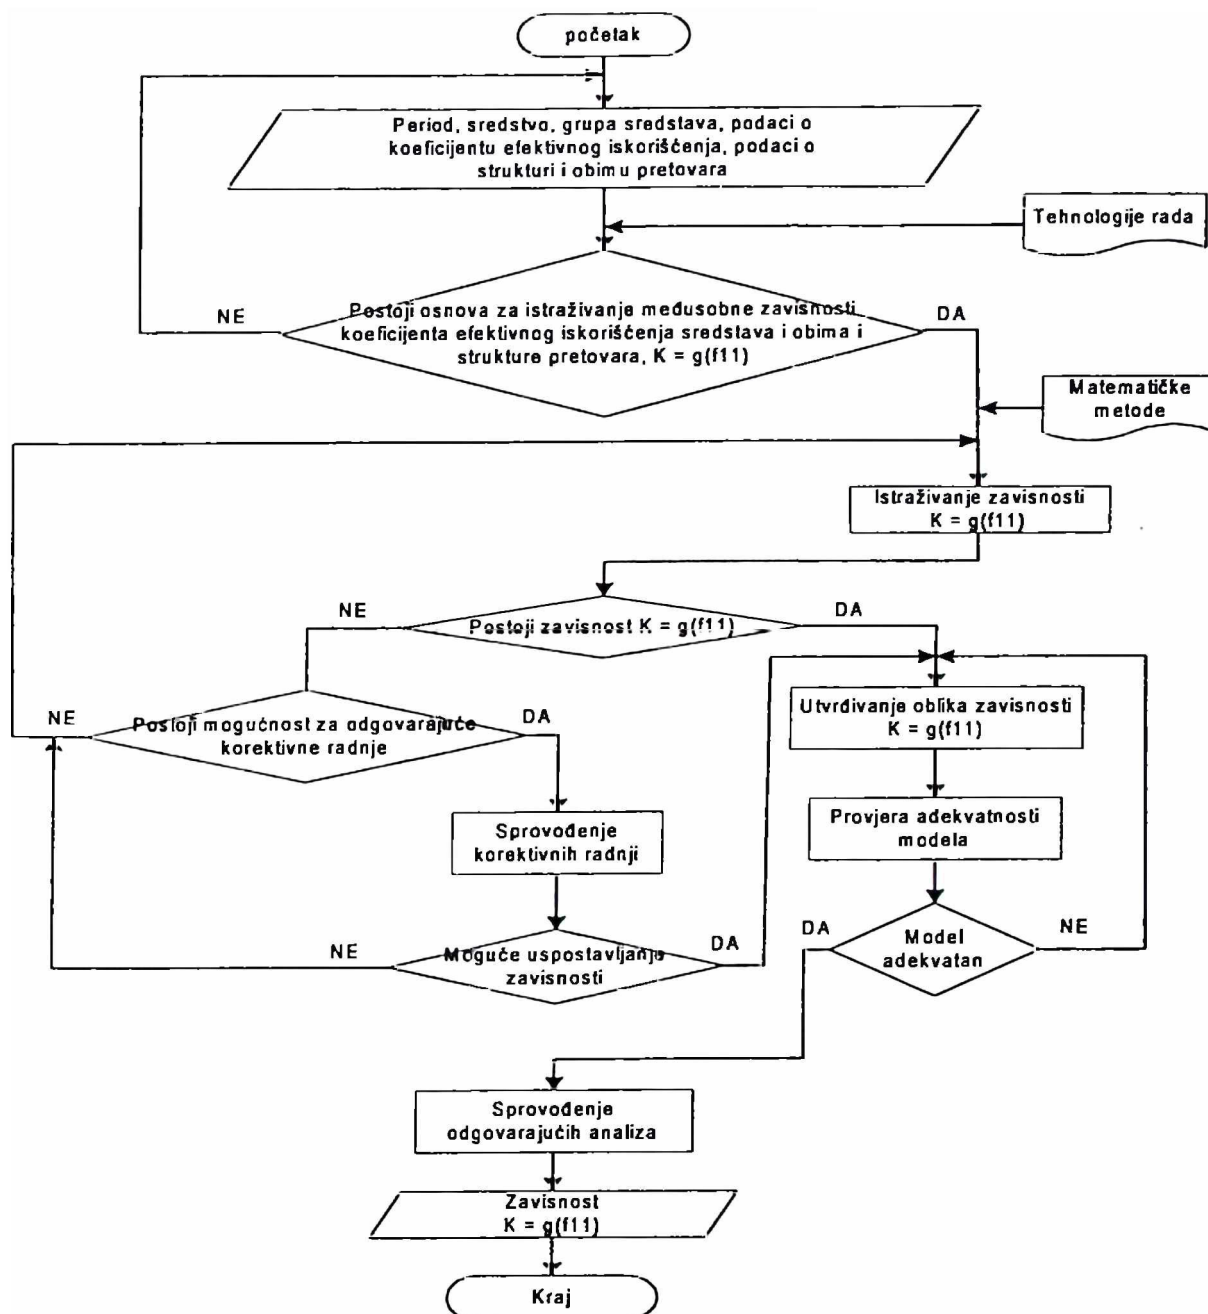 početak
Period, sredstvo, grupa sredstava, podaci o
koeficijentu efektivnog iskorišćenja, podaci o
strukturi i obimu pretovara
Tehnologije rada
NE
Postoji osnova za istraživanje međusobne zavisnosti
koeficijenta efektivnog iskorišćenja sredstava i obima i
strukture pretovara, K = g(f11)
DA
Matematičke
metode
Istraživanje zavisnosti
K = g(f11)
NE
Postoji zavisnost K = g(f11)
DA
NE
Postoji mogućnost za odgovarajuće
korektivne radnje
DA
Utvrđivanje oblika zavisnosti
K = g(f11)
Sprovođenje
korektivnih radnji
Provjera adekvatnosti
modela
NE
Moguće uspostavljanje
zavisnosti
DA
DA
Model
adekvatan
NE
Sprovođenje
odgovarajućih analiza
Zavisnost
K = g(f11)
Kraj